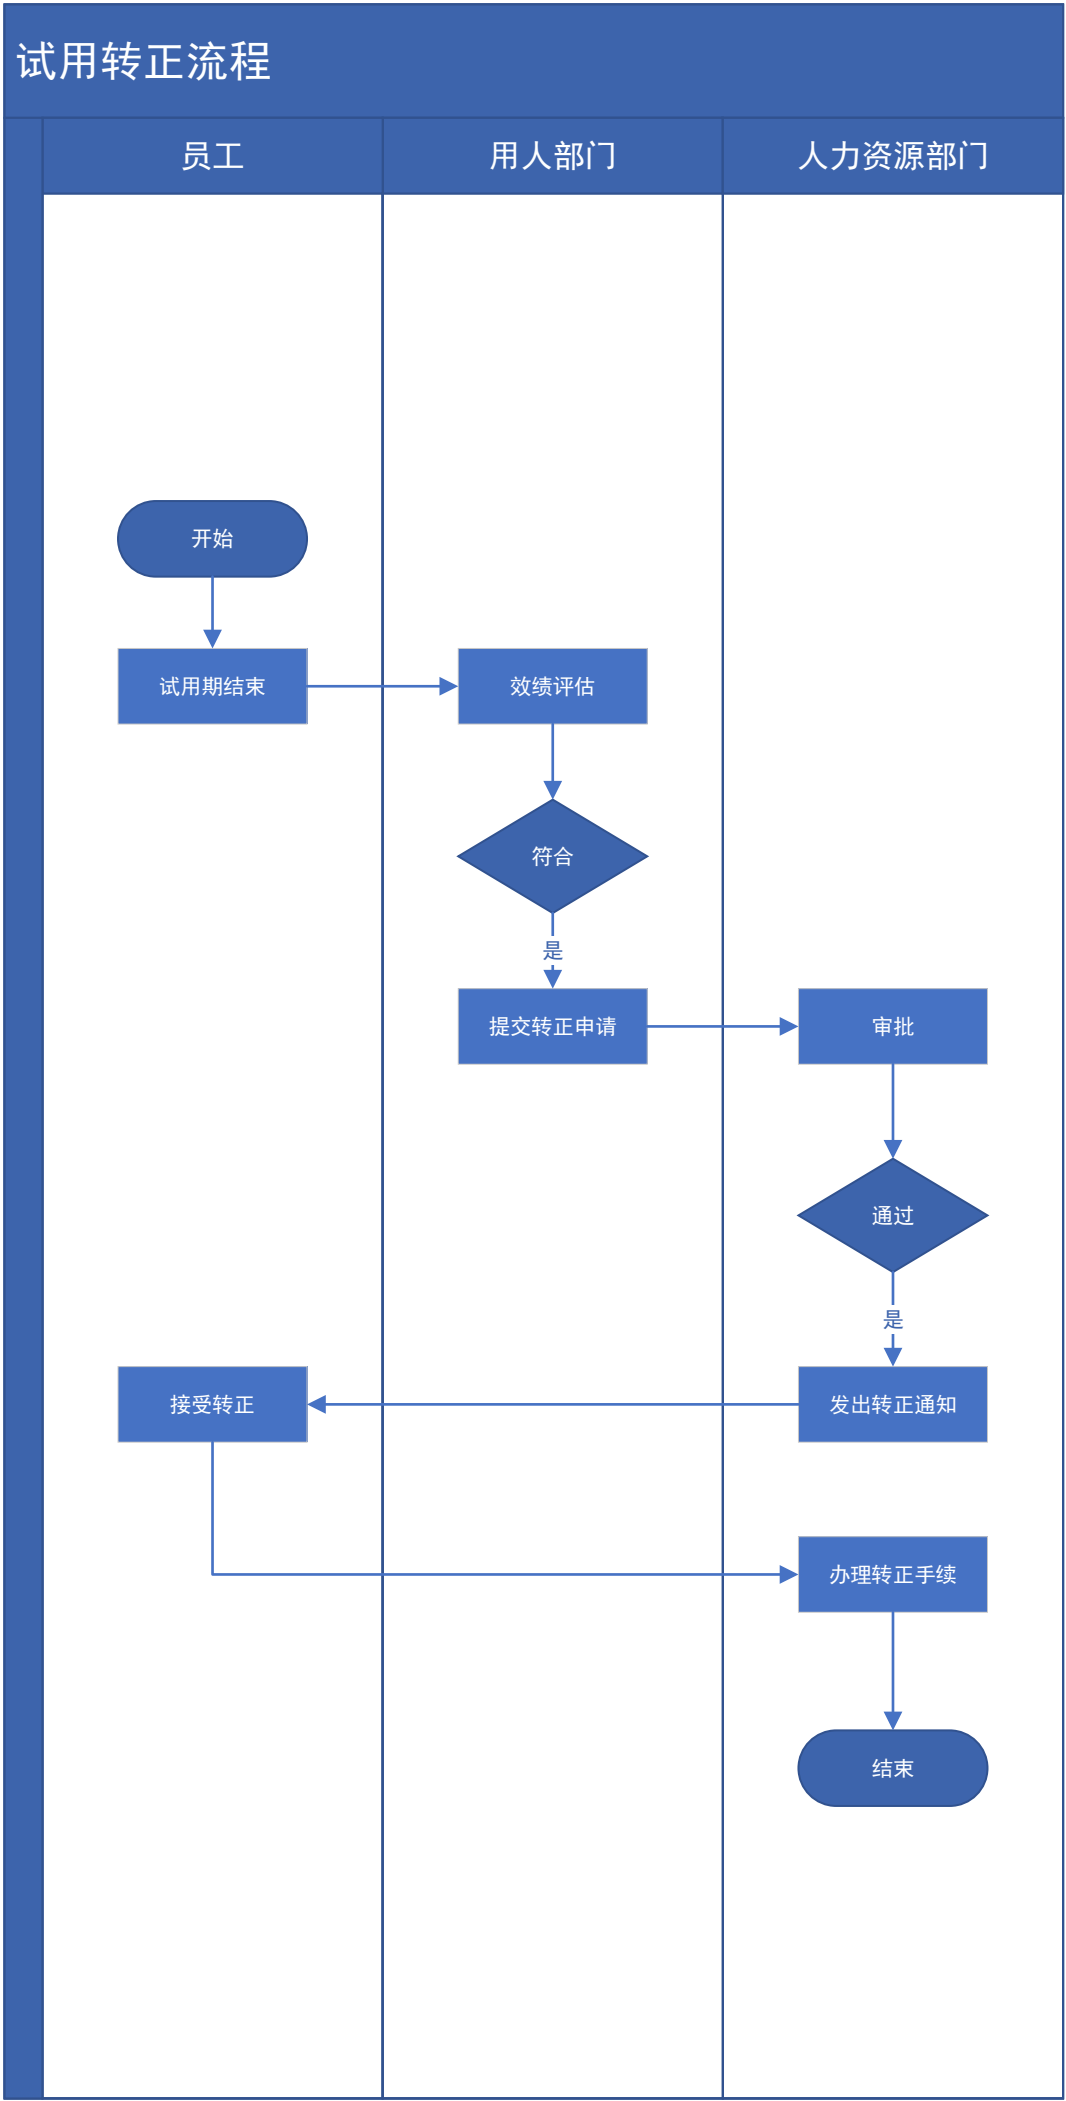 试用转正流程
员工
用人部门
人力资源部门
开始
试用期结束
效绩评估
符合
是
提交转正申请
审批
通过
是
接受转正
发出转正通知
办理转正手续
结束